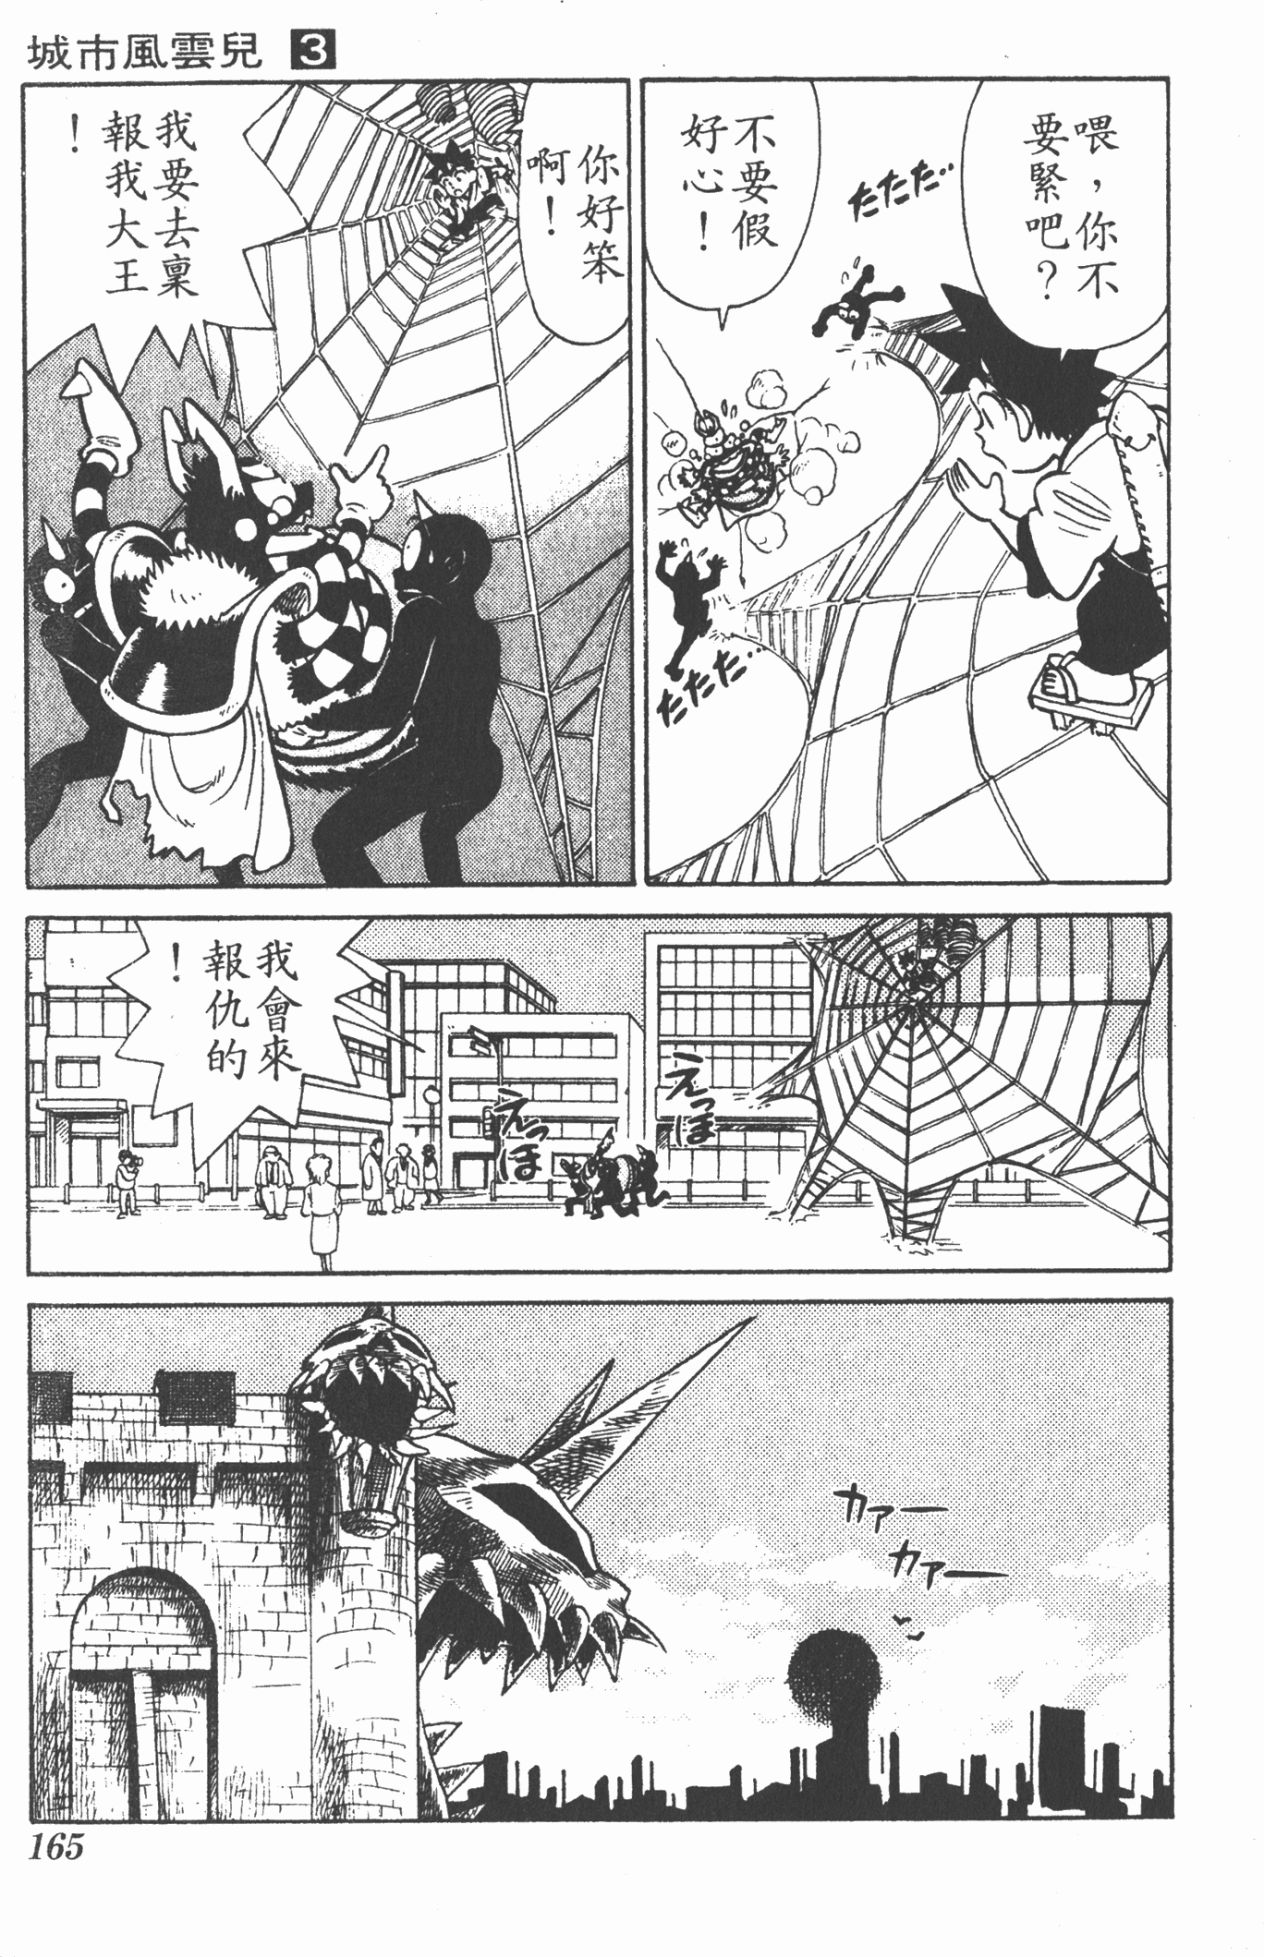 城市風雲兒 3
喂，你不
要緊吧？
たたた‥
不要假
好心！
たたた‥
你好笨
啊！
我要去稟
報我大王
！
えっほ
えっほ
我會來
報仇的
！
カァー
カァー
165